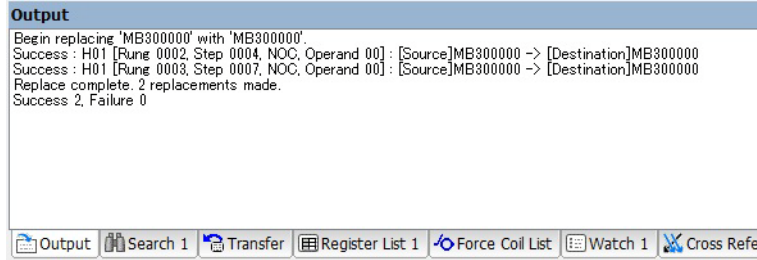 Output
Begin replacing 'MB300000' with 'MB300000'.
Success : H01 [Rung 0002, Step 0004, NOC, Operand 00] : [Source]MB300000 -> [Destination]MB300000
Success : H01 [Rung 0003, Step 0007, NOC, Operand 00] : [Source]MB300000 -> [Destination]MB300000
Replace complete. 2 replacements made.
Success 2, Failure 0
Output Search 1 Transfer Register List 1 Force Coil List Watch 1 Cross Refe